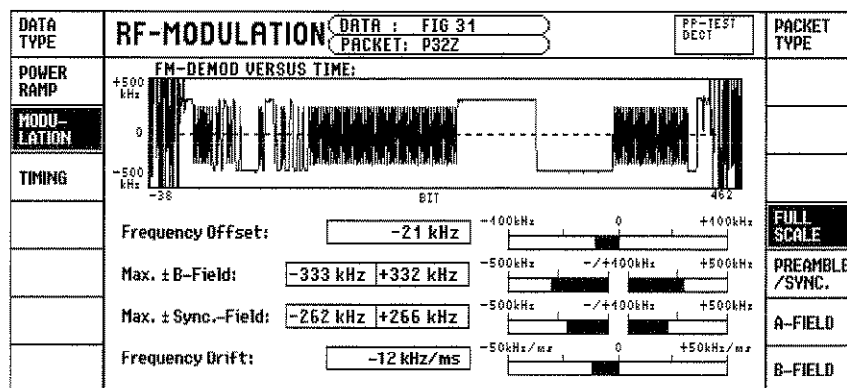 DATA TYPE
POWER RAMP
MODU-LATION
TIMING
RF-MODULATION
DATA : FIG 31
PACKET: P32Z
PP-TEST
DECT
PACKET TYPE
FM-DEMOD VERSUS TIME:
+500 kHz
0
-500 kHz
-38
BIT
462
Frequency Offset:
-21 kHz
-400kHz 0 +400kHz
Max. ± B-Field:
-333 kHz +332 kHz
-500kHz -/+400kHz +500kHz
Max. ± Sync.-Field:
-262 kHz +266 kHz
-500kHz -/+400kHz +500kHz
Frequency Drift:
-12 kHz/ms
-50kHz/ms 0 +50kHz/ms
FULL SCALE
PREAMBLE /SYNC.
A-FIELD
B-FIELD